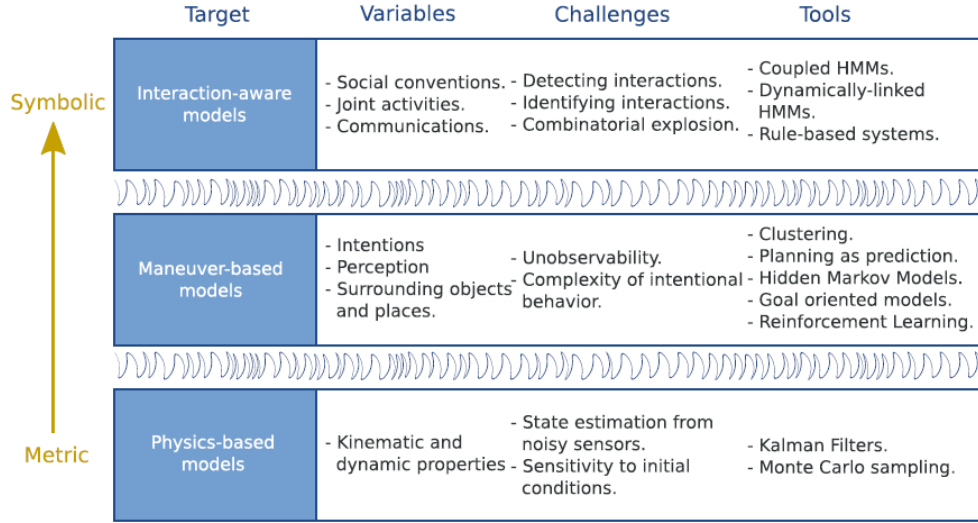 Target Variables Challenges Tools
Symbolic
Interaction-aware
models
- Social conventions.
- Joint activities.
- Communications.
- Detecting interactions.
- Identifying interactions.
- Combinatorial explosion.
- Coupled HMMs.
- Dynamically-linked
HMMs.
- Rule-based systems.
Maneuver-based
models
- Intentions
- Perception
- Surrounding objects
and places.
- Unobservability.
- Complexity of intentional
behavior.
- Clustering.
- Planning as prediction.
- Hidden Markov Models.
- Goal oriented models.
- Reinforcement Learning.
Metric
Physics-based
models
- Kinematic and
dynamic properties
- State estimation from
noisy sensors.
- Sensitivity to initial
conditions.
- Kalman Filters.
- Monte Carlo sampling.